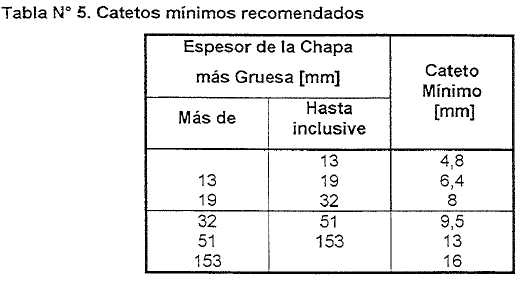 Tabla N° 5. Catetos mínimos recomendados
Espesor de la Chapa
más Gruesa [mm]
Cateto
Mínimo
[mm]
Más de
Hasta
inclusive
13 4,8
13 19 6,4
19 32 8
32 51 9,5
51 153 13
153 16